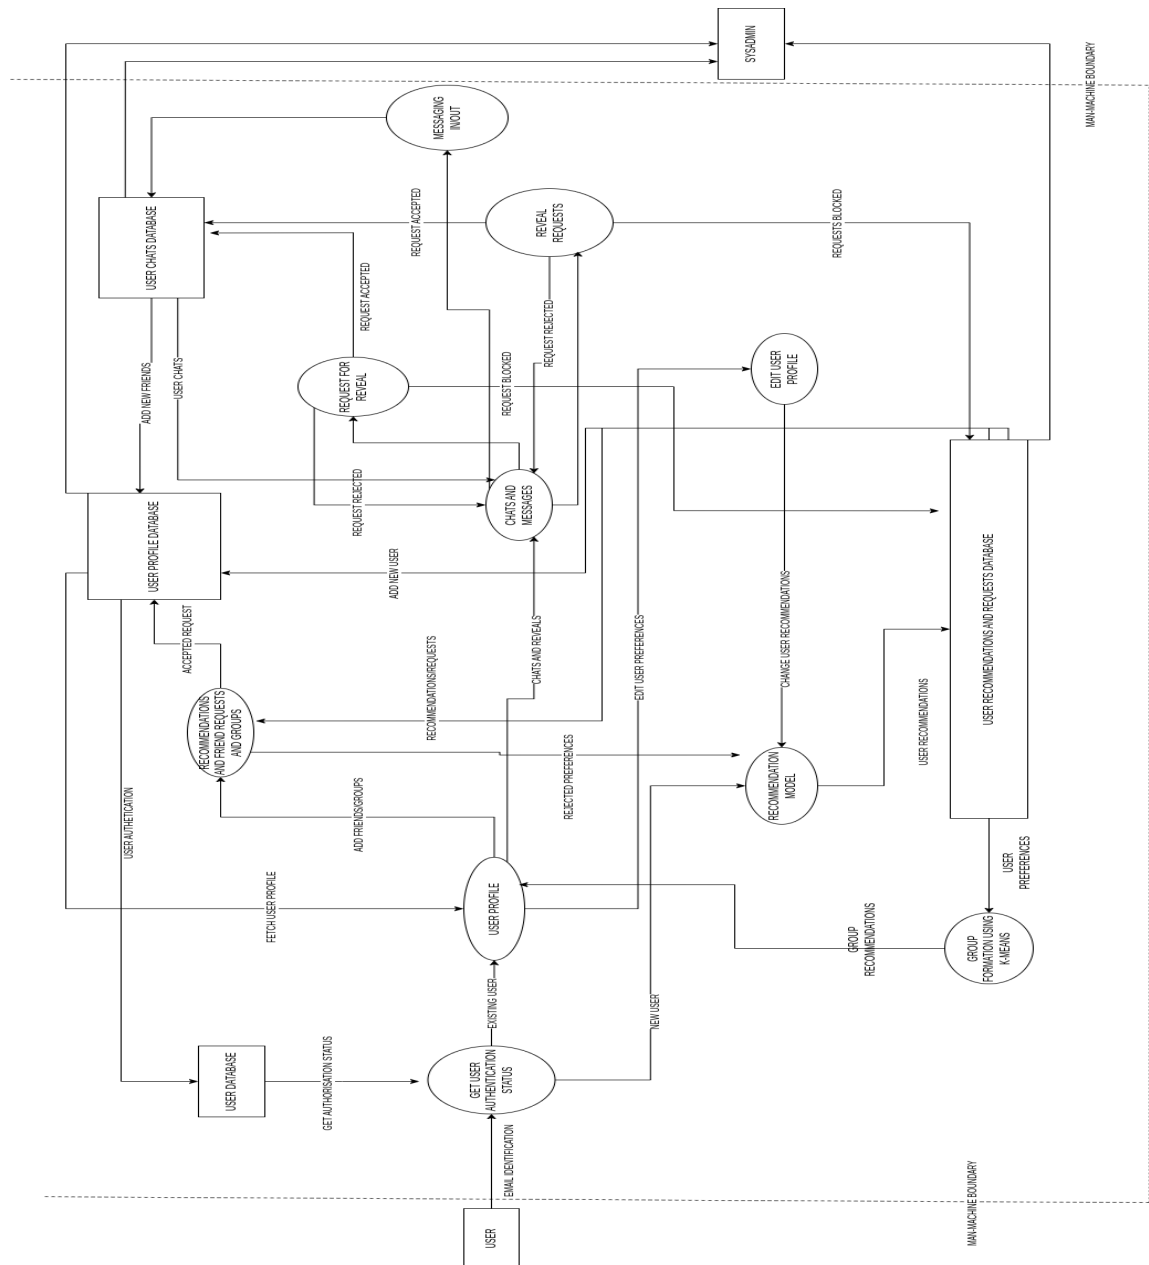 SYSADMIN
MAN-MACHINE BOUNDARY
MESSAGING
IN/OUT
USER CHATS DATABASE
REQUEST ACCEPTED
REVEAL
REQUESTS
REQUESTS BLOCKED
REQUEST ACCEPTED
ADD NEW FRIENDS
USER CHATS
REQUEST FOR
REVEAL
REQUEST BLOCKED
REQUEST REJECTED
EDIT USER
PROFILE
REQUEST REJECTED
CHATS AND
MESSAGES
USER PROFILE DATABASE
ADD NEW USER
ACCEPTED REQUEST
CHATS AND REVEALS
EDIT USER PREFERENCES
CHANGE USER RECOMMENDATIONS
USER RECOMMENDATIONS AND REQUESTS DATABASE
RECOMMENDATIONS
AND FRIEND REQUESTS
AND GROUPS
RECOMMENDATIONS/REQUESTS
REJECTED PREFERENCES
RECOMMENDATION
MODEL
USER RECOMMENDATIONS
USER AUTHETICATION
ADD FRIENDS/GROUPS
USER
PREFERENCES
FETCH USER PROFILE
USER PROFILE
GROUP
RECOMMENDATIONS
GROUP
FORMATION USING
K-MEANS
EXISTING USER
NEW USER
USER DATABASE
GET AUTHORISATION STATUS
GET USER
AUTHENTICATION
STATUS
EMAIL IDENTIFICATION
MAN-MACHINE BOUNDARY
USER